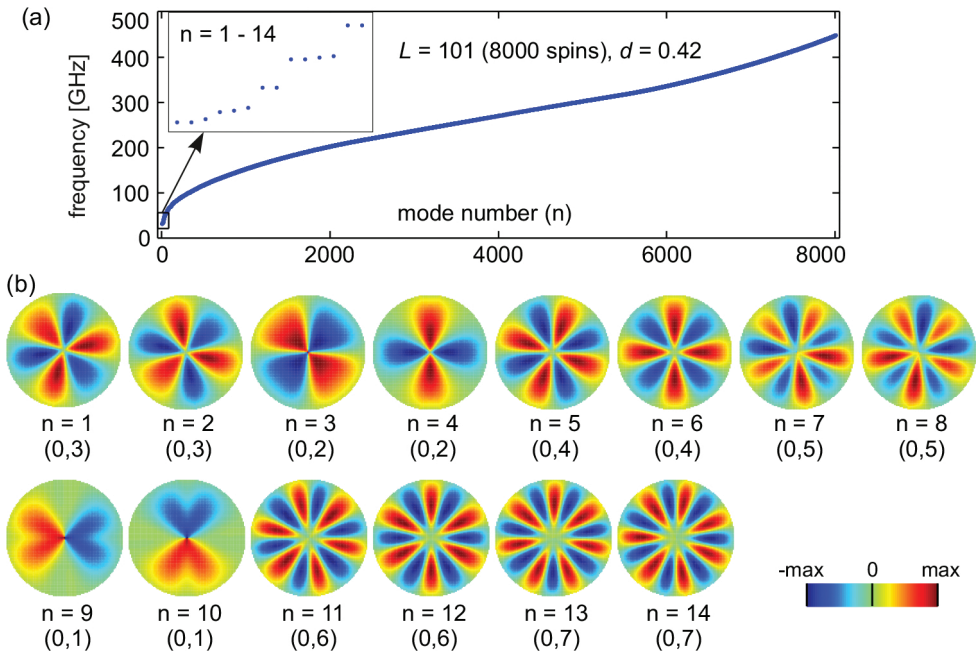 (a)
frequency [GHz]
500
400
300
200
100
0
n = 1 - 14
L = 101 (8000 spins), d = 0.42
mode number (n)
0 2000 4000 6000 8000
(b)
n = 1 n = 2 n = 3 n = 4 n = 5 n = 6 n = 7 n = 8
(0,3) (0,3) (0,2) (0,2) (0,4) (0,4) (0,5) (0,5)
n = 9 n = 10 n = 11 n = 12 n = 13 n = 14
(0,1) (0,1) (0,6) (0,6) (0,7) (0,7)
-max 0 max